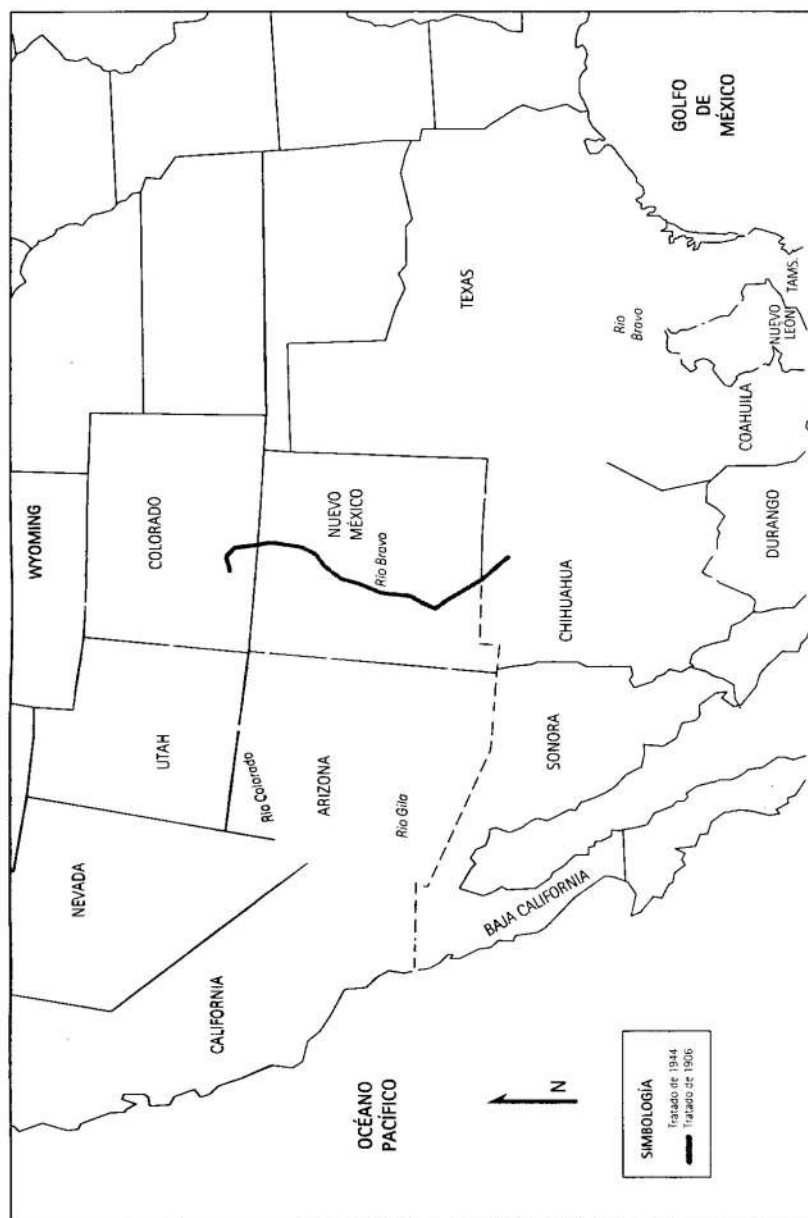 WYOMING
NEVADA
UTAH
COLORADO
CALIFORNIA
Río Colorado
ARIZONA
NUEVO
MÉXICO
Río Bravo
Río Gila
TEXAS
OCÉANO
PACÍFICO
BAJA CALIFORNIA
SONORA
CHIHUAHUA
Río
Bravo
COAHUILA
NUEVO
LEÓN
TAMS.
DURANGO
GOLFO
DE
MÉXICO
N
SIMBOLOGÍA
Tratado de 1944
Tratado de 1906